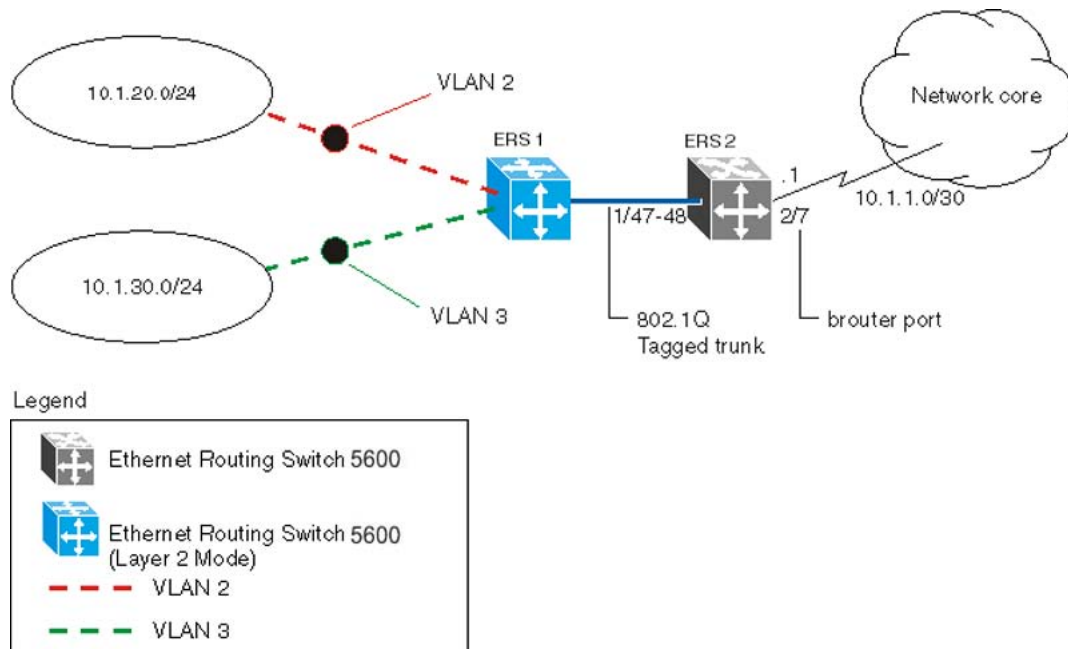 10.1.20.0/24
VLAN 2
Network core
ERS 1
ERS 2
.1
10.1.1.0/30
1/47-48
2/7
10.1.30.0/24
VLAN 3
802.1Q
Tagged trunk
brouter port
Legend
Ethernet Routing Switch 5600
Ethernet Routing Switch 5600
(Layer 2 Mode)
VLAN 2
VLAN 3